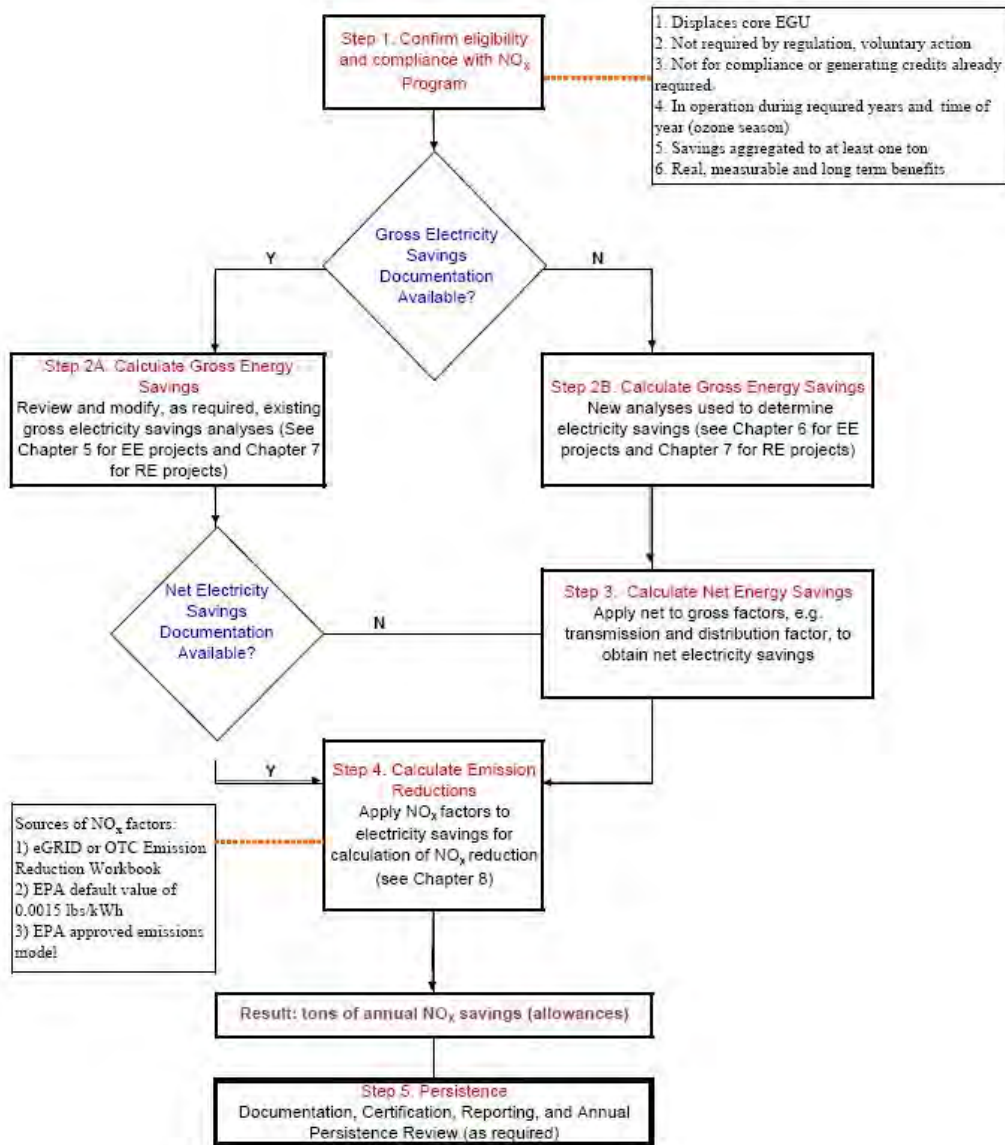 Step 1. Confirm eligibility
and compliance with NOx
Program
1. Displaces core EGU
2. Not required by regulation, voluntary action
3. Not for compliance or generating credits already
required.
4. In operation during required years and time of
year (ozone season)
5. Savings aggregated to at least one ton
6. Real, measurable and long term benefits
Gross Electricity
Savings
Documentation
Available?
Y
N
Step 2A. Calculate Gross Energy
Savings
Review and modify, as required, existing
gross electricity savings analyses (See
Chapter 5 for EE projects and Chapter 7
for RE projects)
Step 2B. Calculate Gross Energy Savings
New analyses used to determine
electricity savings (see Chapter 6 for EE
projects and Chapter 7 for RE projects)
Net Electricity
Savings
Documentation
Available?
N
Step 3. Calculate Net Energy Savings
Apply net to gross factors, e.g.
transmission and distribution factor, to
obtain net electricity savings
Y
Step 4. Calculate Emission
Reductions
Apply NOx factors to
electricity savings for
calculation of NOx reduction
(see Chapter 8)
Sources of NOx factors:
1) eGRID or OTC Emission
Reduction Workbook
2) EPA default value of
0.0015 lbs/kWh
3) EPA approved emissions
model
Result: tons of annual NOx savings (allowances)
Step 5. Persistence
Documentation, Certification, Reporting, and Annual
Persistence Review (as required)